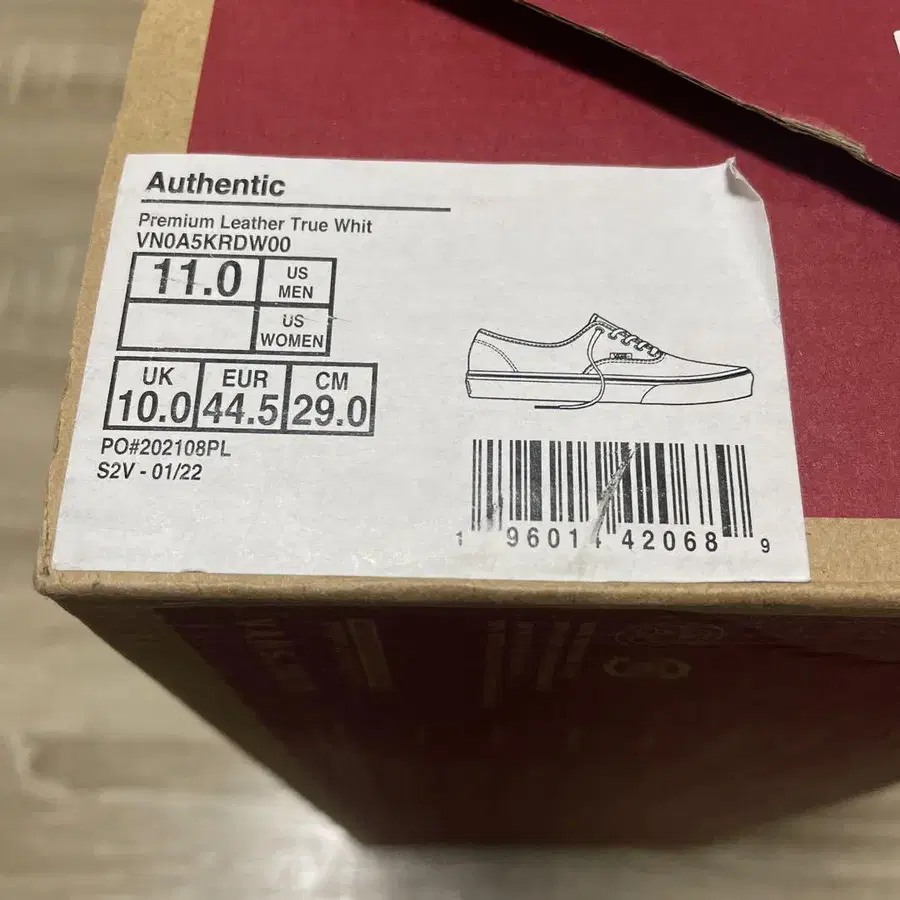 Authentic
Premium Leather True Whit
VN0A5KRDW00
11.0 US MEN
US WOMEN
UK EUR CM
10.0 44.5 29.0
PO#202108PL
S2V - 01/22
1 96014 42068 9